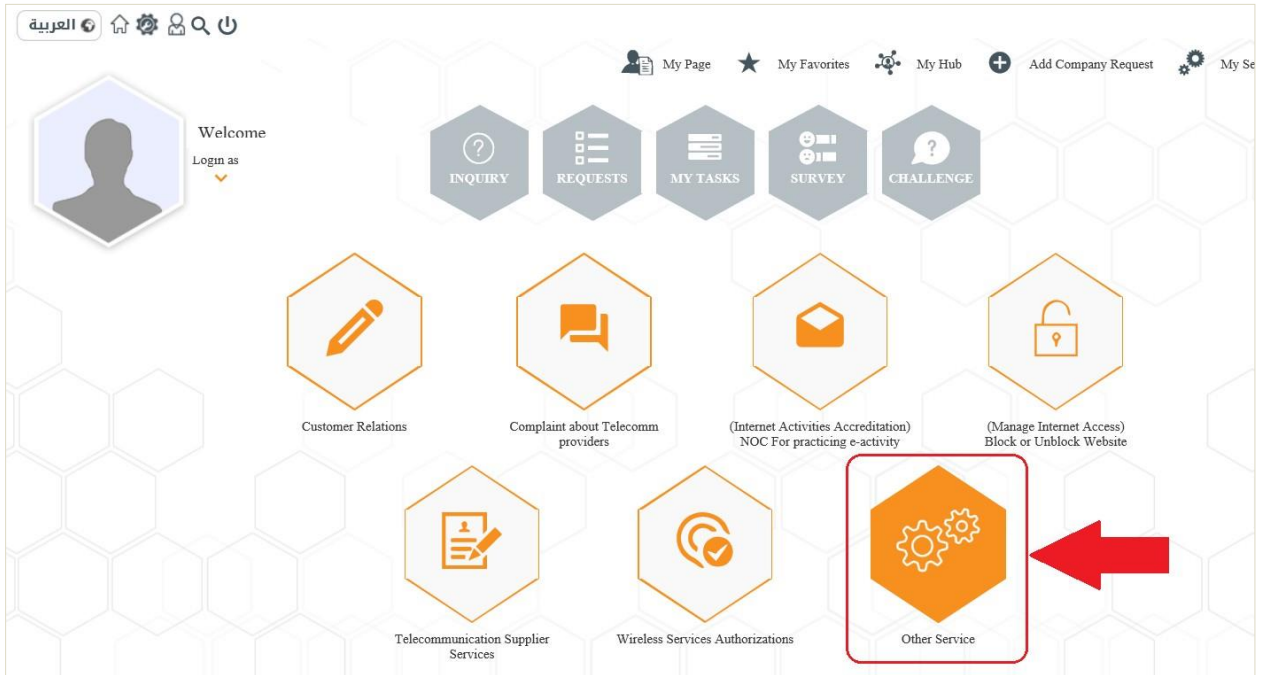 العربية
My Page
My Favorites
My Hub
Add Company Request
My Se
Welcome
Login as
INQUIRY
REQUESTS
MY TASKS
SURVEY
CHALLENGE
Customer Relations
Complaint about Telecomm
providers
(Internet Activities Accreditation)
NOC For practicing e-activity
(Manage Internet Access)
Block or Unblock Website
Telecommunication Supplier
Services
Wireless Services Authorizations
Other Service